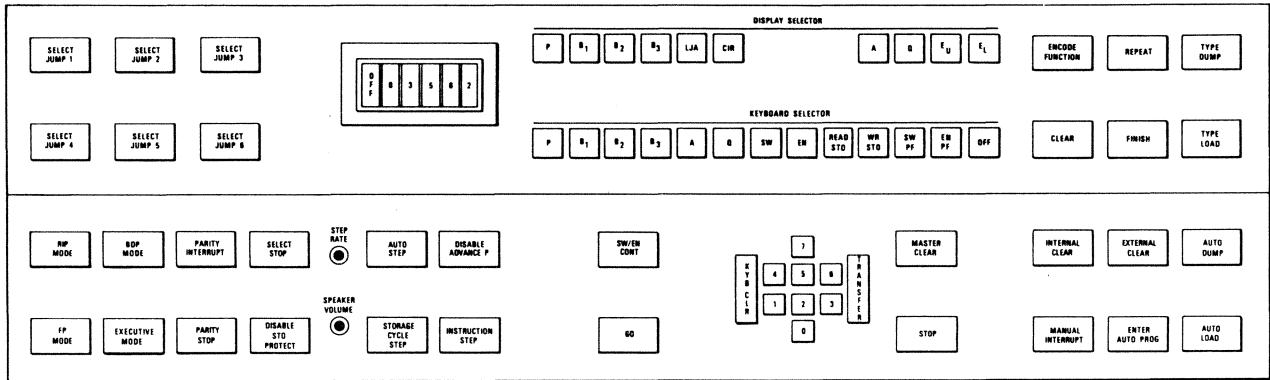 DISPLAY SELECTOR
SELECT JUMP 1
SELECT JUMP 2
SELECT JUMP 3
P
B1
B2
B3
LJA
CIR
A
Q
EU
EL
ENCODE FUNCTION
REPEAT
TYPE DUMP
OFF
0
3
5
6
2
KEYBOARD SELECTOR
SELECT JUMP 4
SELECT JUMP 5
SELECT JUMP 6
P
B1
B2
B3
A
Q
SW
EN
READ STO
WR STO
SW PF
EN PF
OFF
CLEAR
FINISH
TYPE LOAD
RIP MODE
BDP MODE
PARITY INTERRUPT
SELECT STOP
STEP RATE
AUTO STEP
DISABLE ADVANCE P
SW/EN CONT
KYB CLR
7
4
5
6
1
2
3
0
TRANSFER
MASTER CLEAR
INTERNAL CLEAR
EXTERNAL CLEAR
AUTO DUMP
FP MODE
EXECUTIVE MODE
PARITY STOP
DISABLE STO PROTECT
SPEAKER VOLUME
STORAGE CYCLE STEP
INSTRUCTION STEP
GO
STOP
MANUAL INTERRUPT
ENTER AUTO PROG
AUTO LOAD